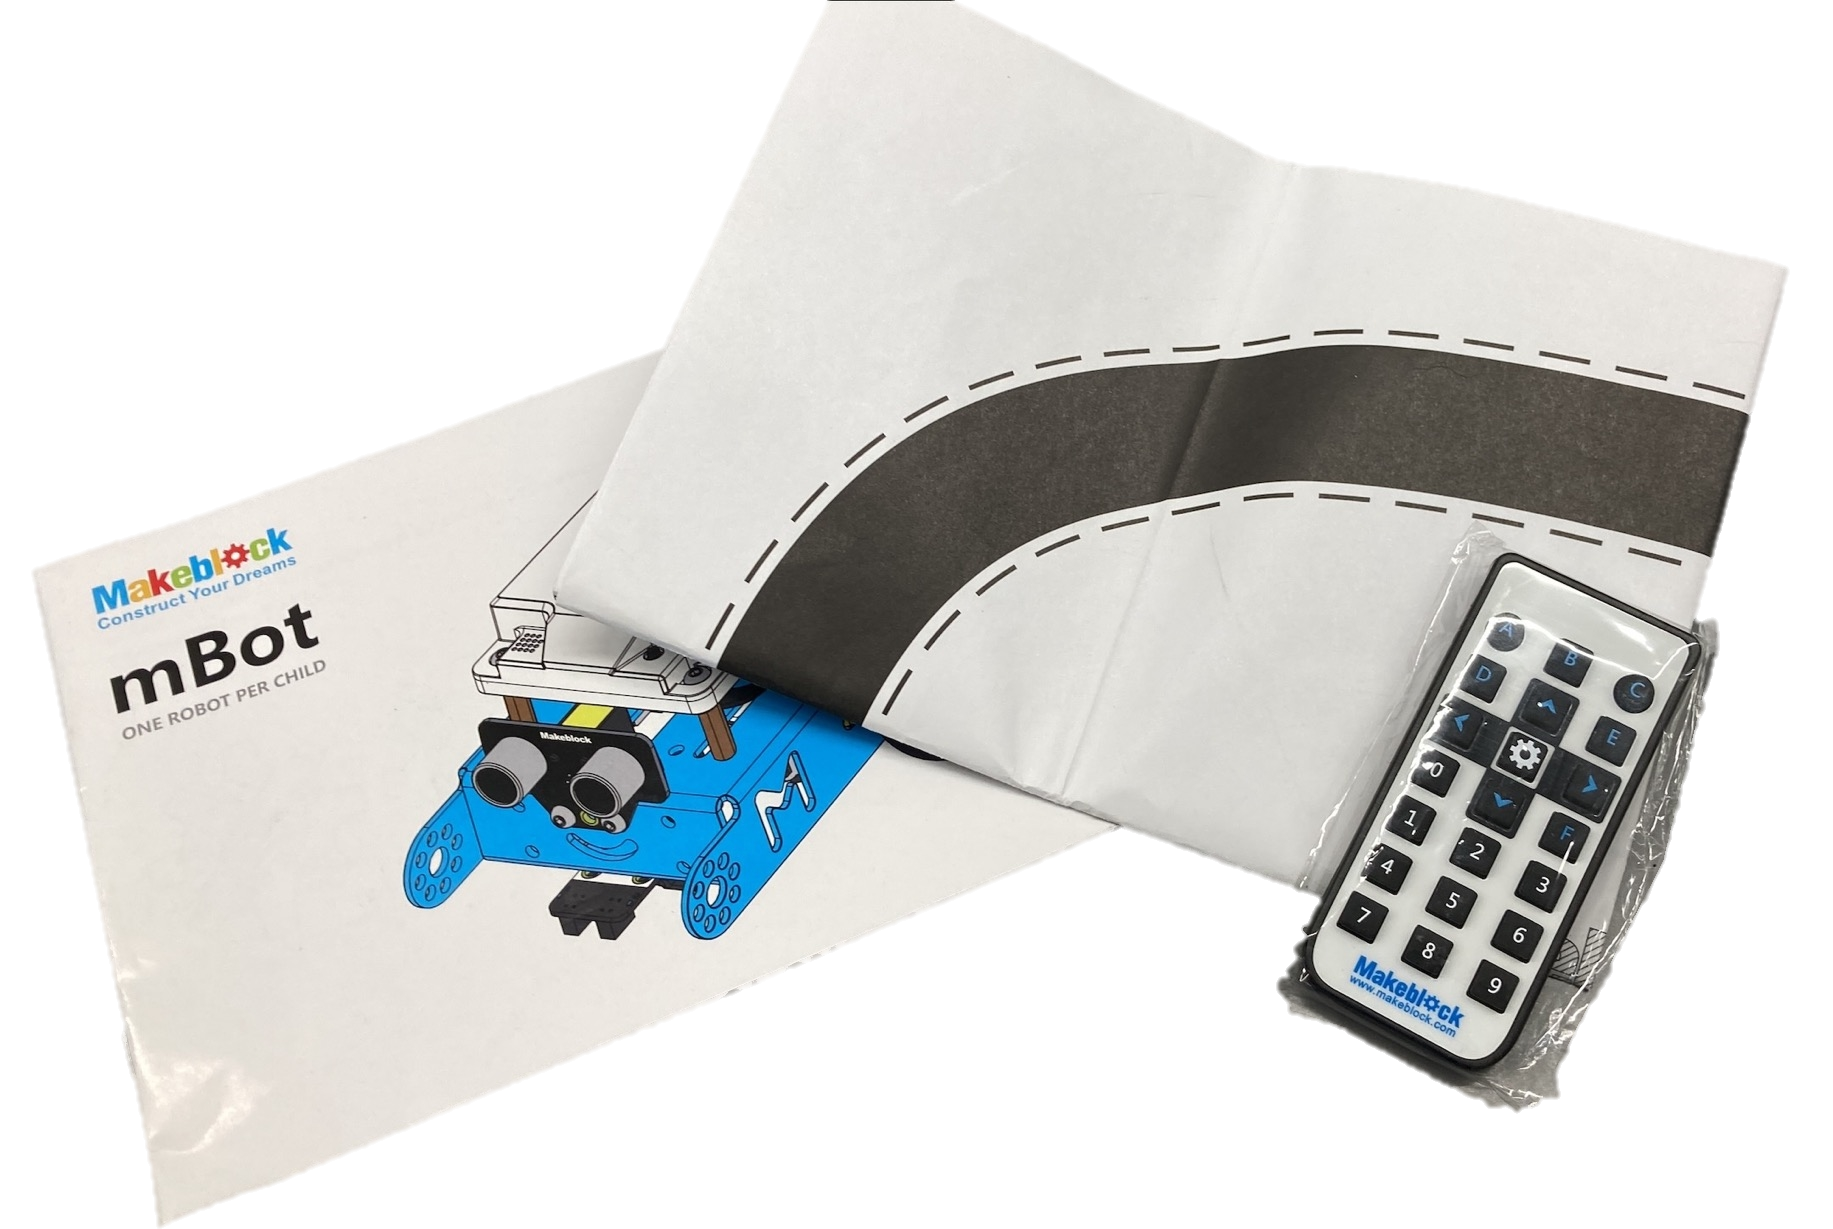 Makeblock
Construct Your Dreams
mBot
ONE ROBOT PER CHILD
Makeblock
M
A
B
C
D
E
0
F
1
2
3
4
5
6
7
8
9
Makeblock
www.makeblock.com